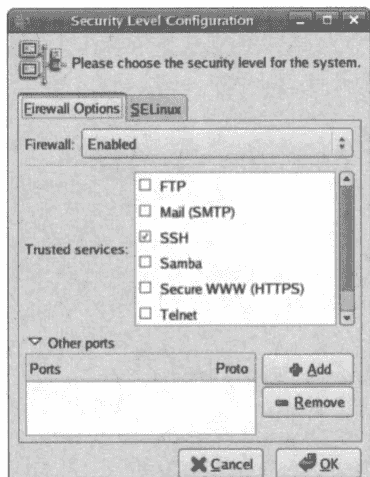 Security Level Configuration
Please choose the security level for the system.
Firewall Options SELinux
Firewall: Enabled
Trusted services:
FTP
Mail (SMTP)
SSH
Samba
Secure WWW (HTTPS)
Telnet
Other ports
Ports Proto
Add
Remove
Cancel OK